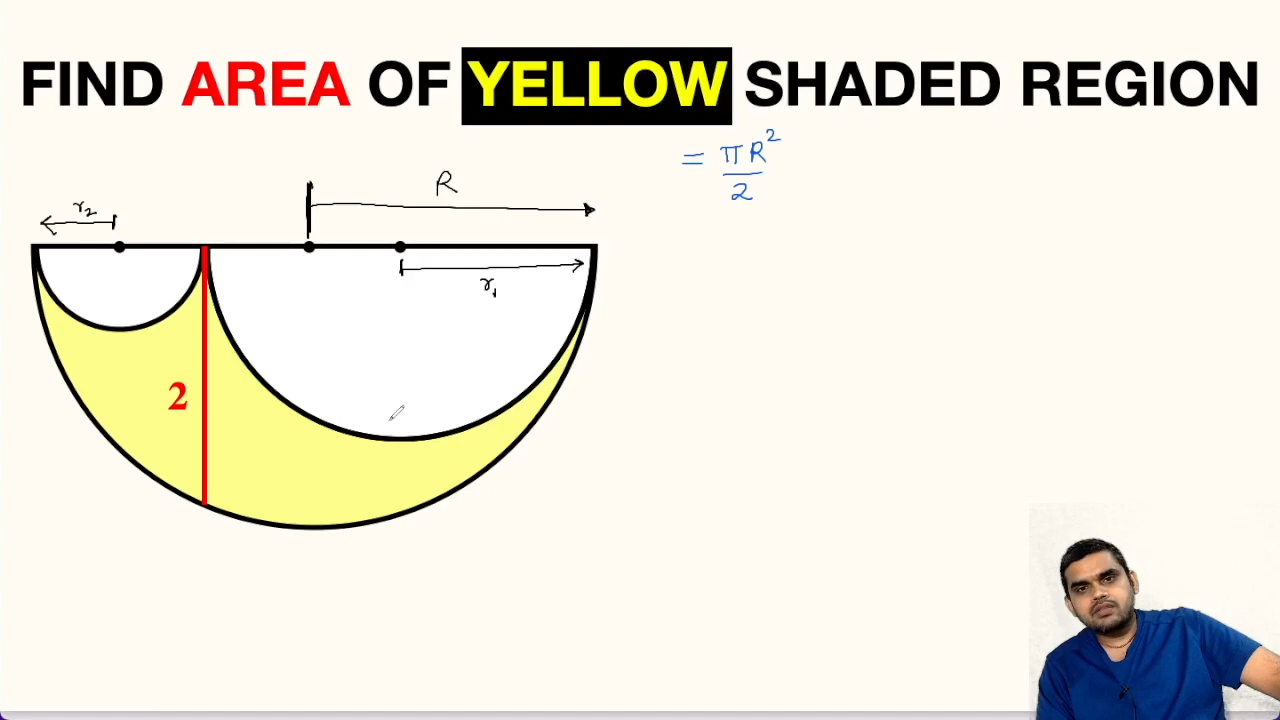 FIND AREA OF YELLOW SHADED REGION
= πR²/2
R
r₂
r₁
2